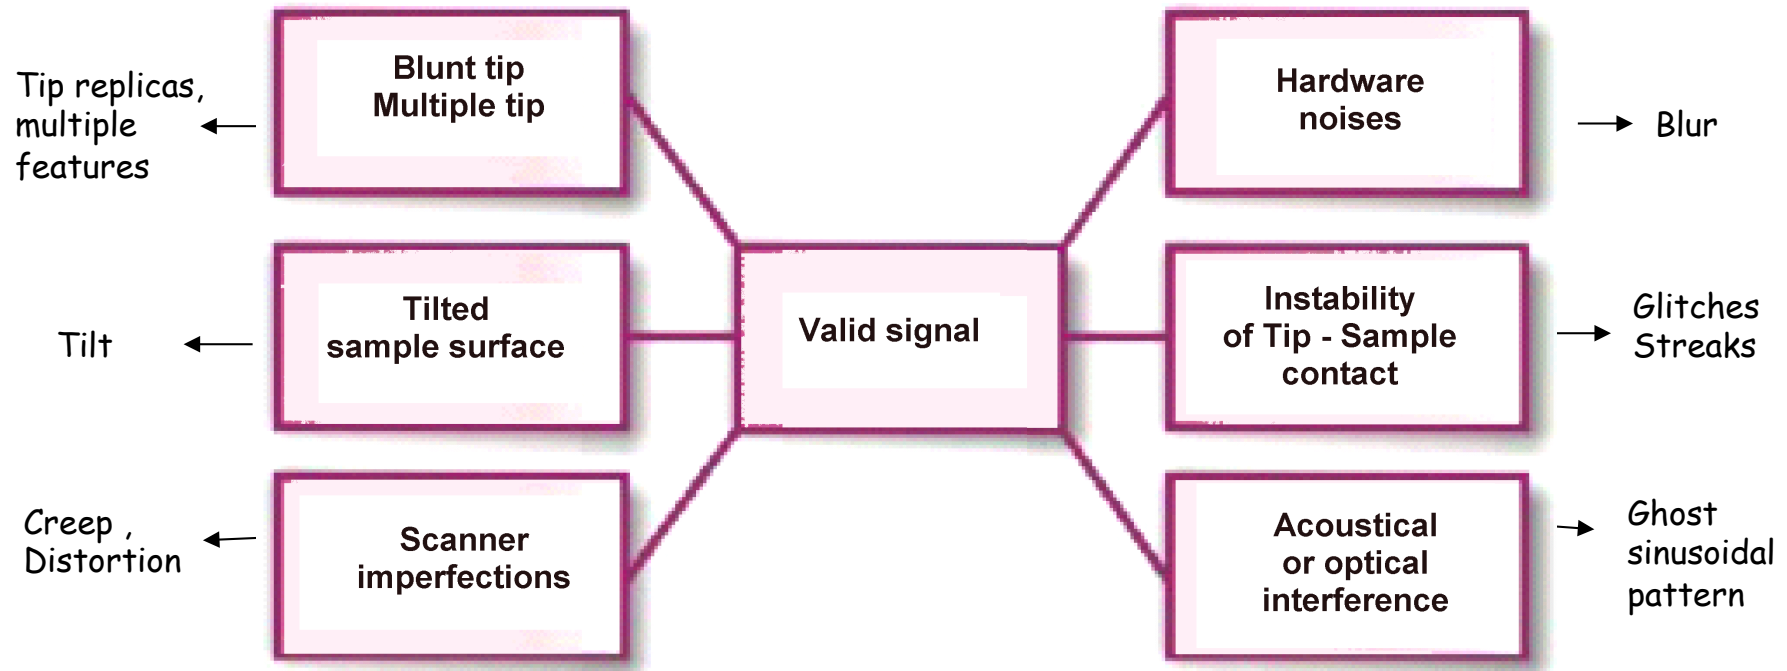 Tip replicas,
multiple
features
Blunt tip
Multiple tip
Hardware
noises
Blur
Tilt
Tilted
sample surface
Valid signal
Instability
of Tip - Sample
contact
Glitches
Streaks
Creep ,
Distortion
Scanner
imperfections
Acoustical
or optical
interference
Ghost
sinusoidal
pattern